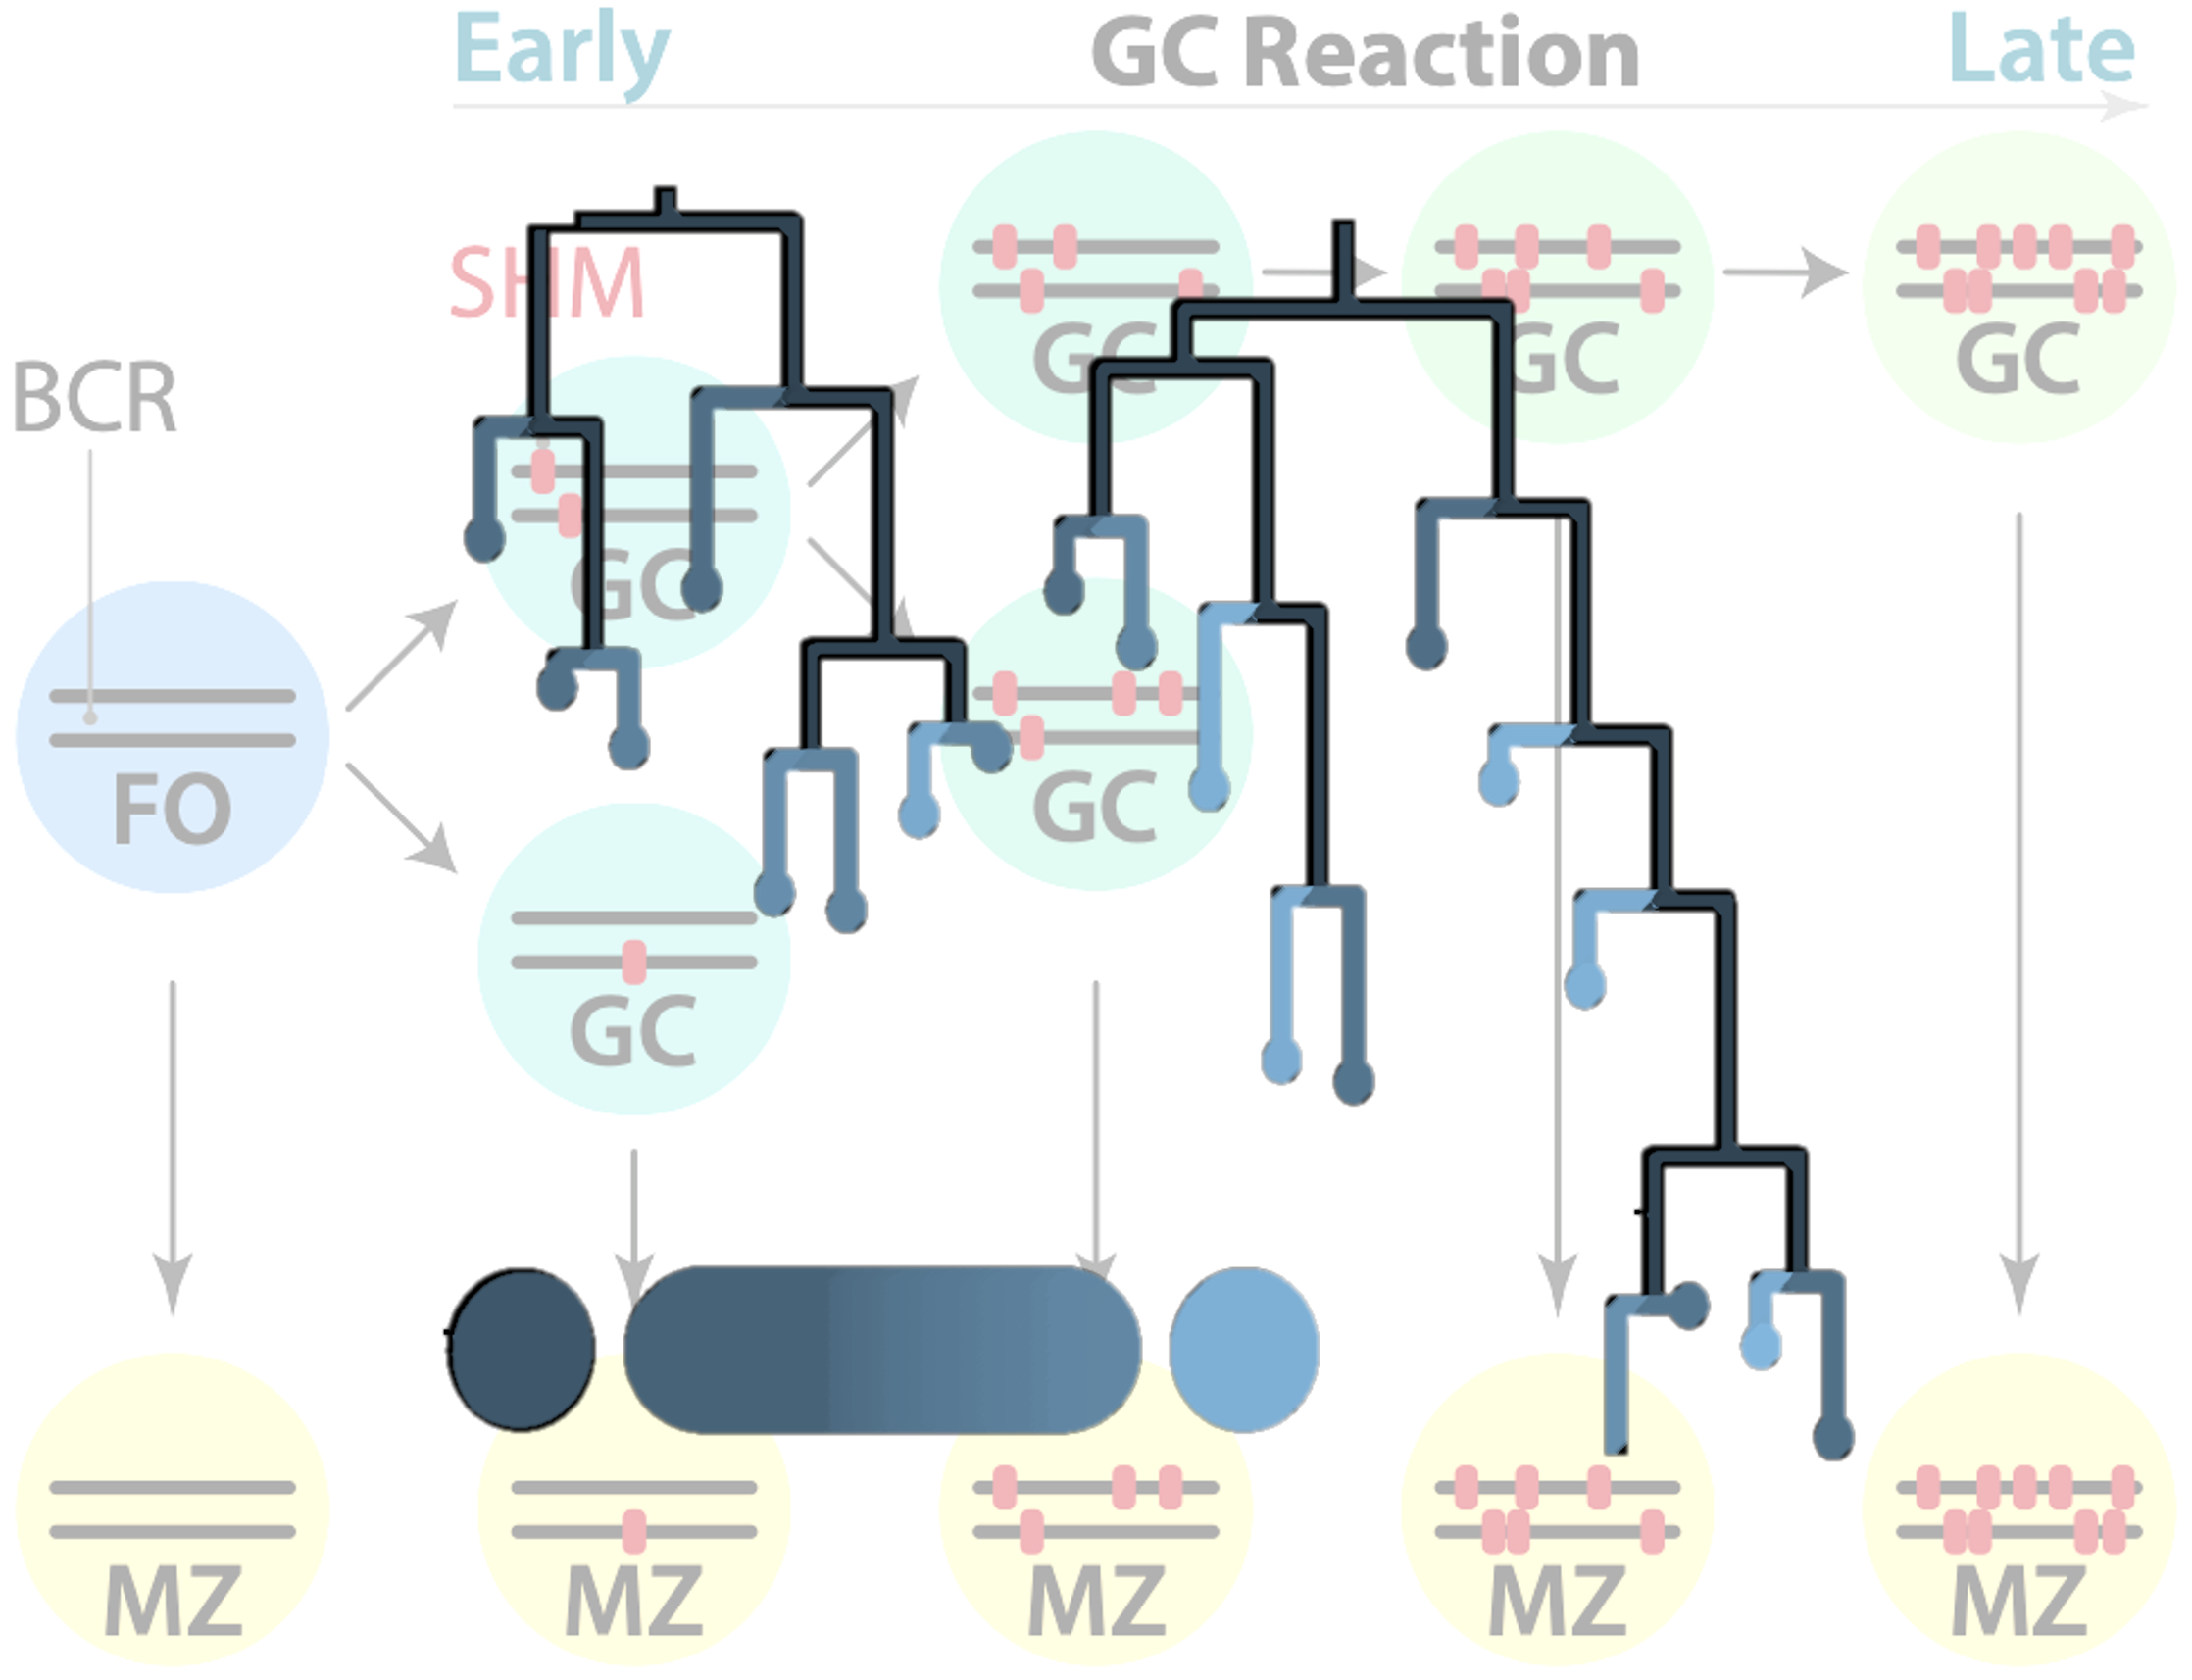 Early GC Reaction Late
SHM
BCR
GC GC GC
GC
FO
GC
GC
MZ MZ MZ MZ MZ